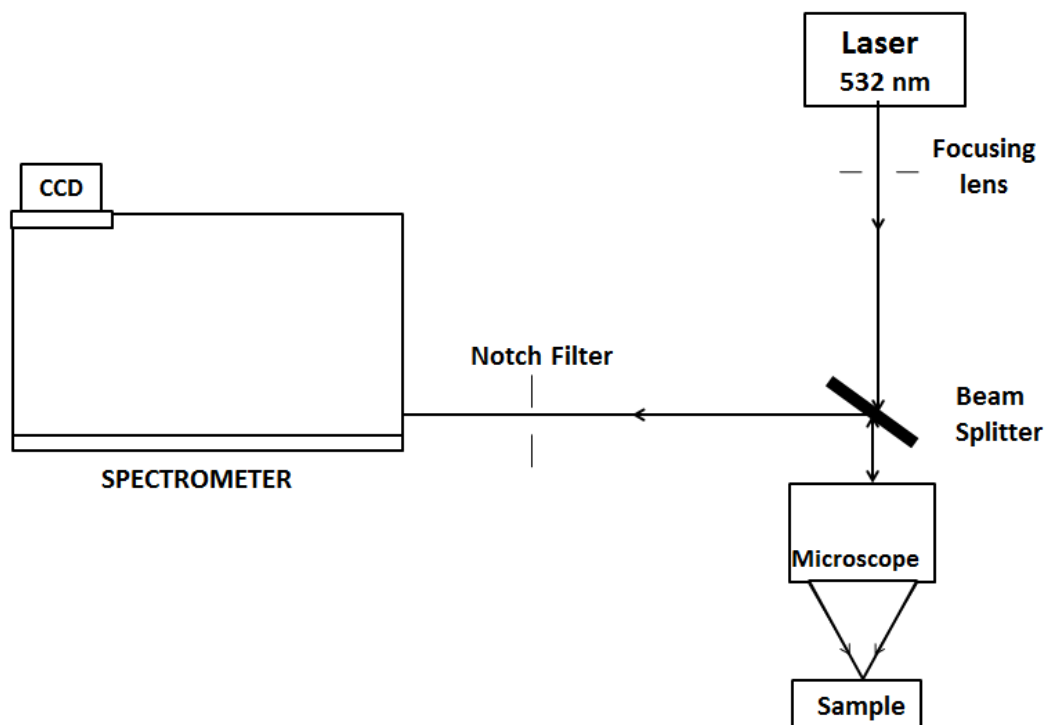 Laser
532 nm
Focusing
lens
CCD
Notch Filter
Beam
Splitter
SPECTROMETER
Microscope
Sample